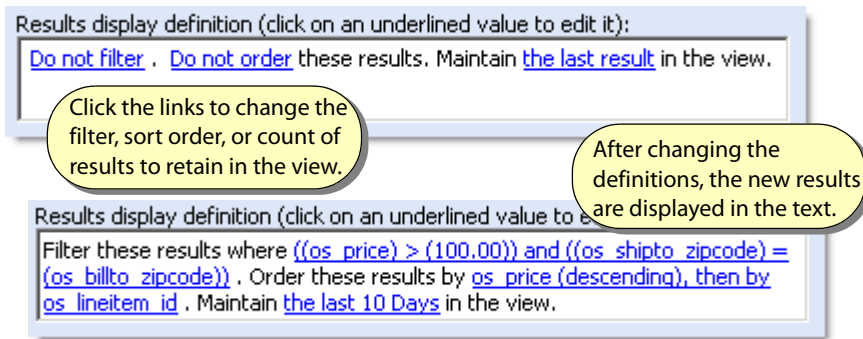 Results display definition (click on an underlined value to edit it):
Do not filter . Do not order these results. Maintain the last result in the view.
Click the links to change the
filter, sort order, or count of
results to retain in the view.
After changing the
definitions, the new results
are displayed in the text.
Results display definition (click on an underlined value to
Filter these results where ((os_price) > (100.00)) and ((os_shipto_zipcode) =
(os_billto_zipcode)) . Order these results by os_price (descending), then by
os_lineitem_id . Maintain the last 10 Days in the view.